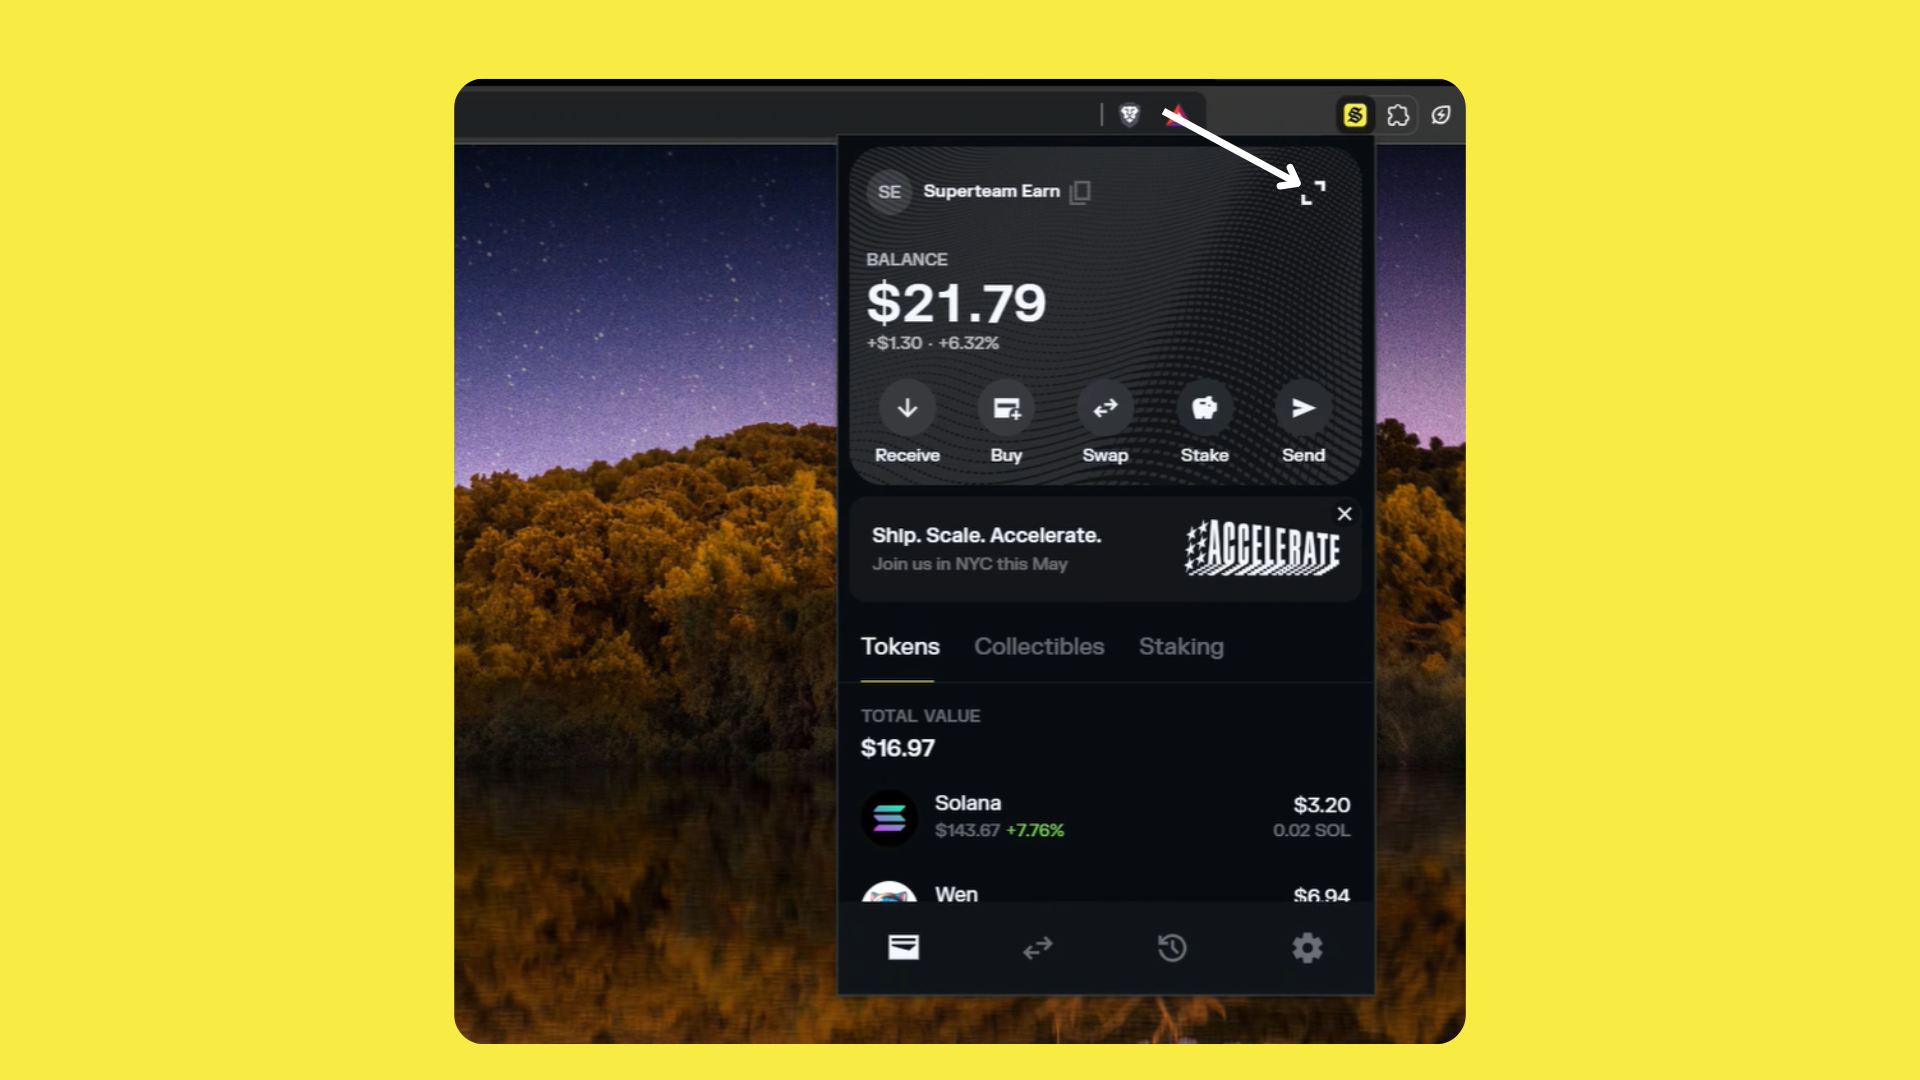 SE
Superteam Earn
BALANCE
$21.79
+$1.30 · +6.32%
Receive Buy Swap Stake Send
Ship. Scale. Accelerate.
Join us in NYC this May
ACCELERATE
Tokens Collectibles Staking
TOTAL VALUE
$16.97
Solana $3.20
$143.67 +7.76% 0.02 SOL
Wen $6.94